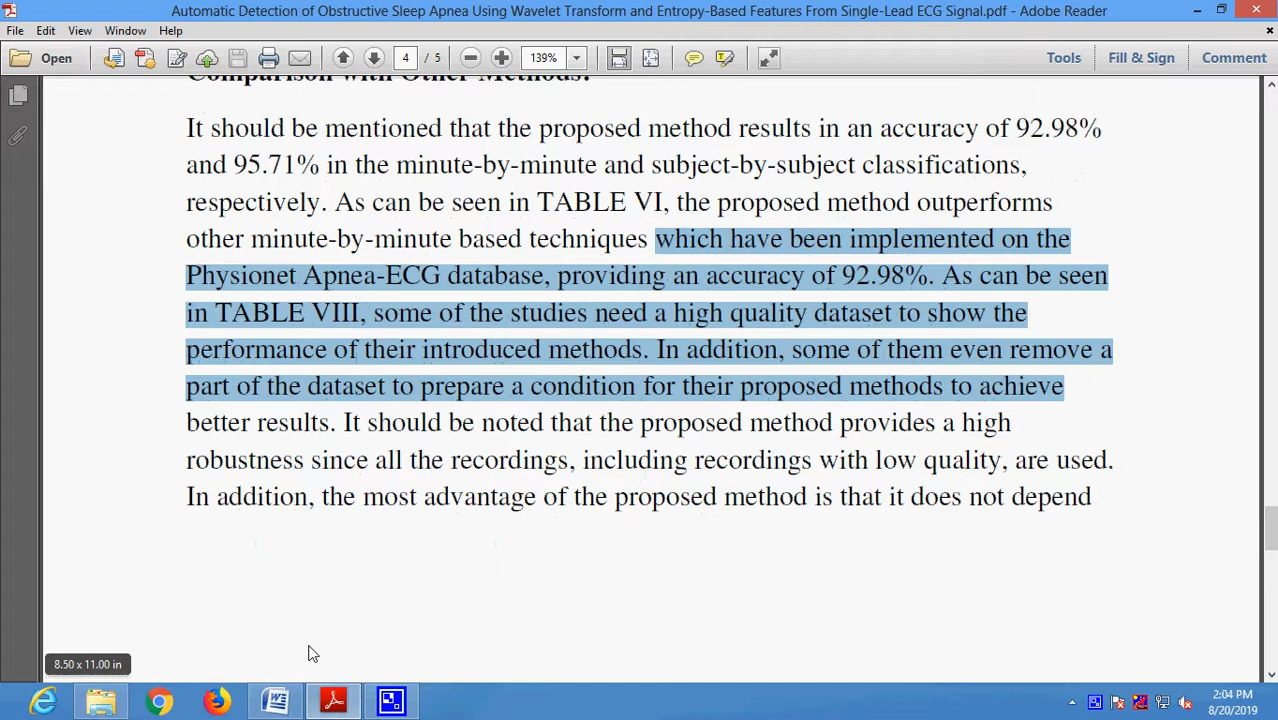 Automatic Detection of Obstructive Sleep Apnea Using Wavelet Transform and Entropy-Based Features From Single-Lead ECG Signal.pdf - Adobe Reader
File Edit View Window Help
Open 4 / 5 139% Tools Fill & Sign Comment
Comparison with Other Methods:
It should be mentioned that the proposed method results in an accuracy of 92.98%
and 95.71% in the minute-by-minute and subject-by-subject classifications,
respectively. As can be seen in TABLE VI, the proposed method outperforms
other minute-by-minute based techniques which have been implemented on the
Physionet Apnea-ECG database, providing an accuracy of 92.98%. As can be seen
in TABLE VIII, some of the studies need a high quality dataset to show the
performance of their introduced methods. In addition, some of them even remove a
part of the dataset to prepare a condition for their proposed methods to achieve
better results. It should be noted that the proposed method provides a high
robustness since all the recordings, including recordings with low quality, are used.
In addition, the most advantage of the proposed method is that it does not depend
8.50 x 11.00 in
2:04 PM
8/20/2019